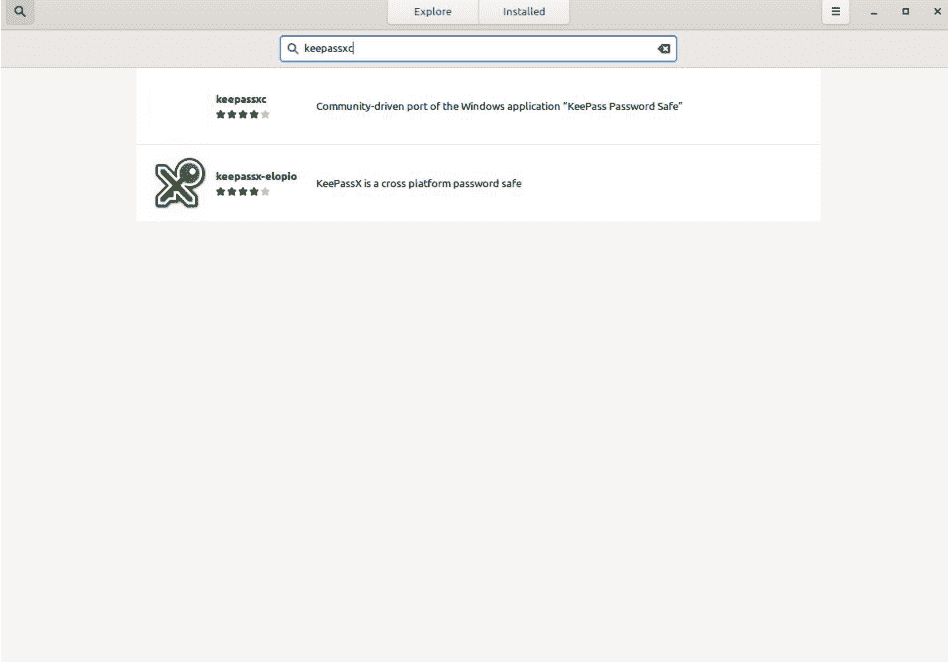 Explore Installed
keepassxc
keepassxc
Community-driven port of the Windows application "KeePass Password Safe"
keepassx-elopio
KeePassX is a cross platform password safe